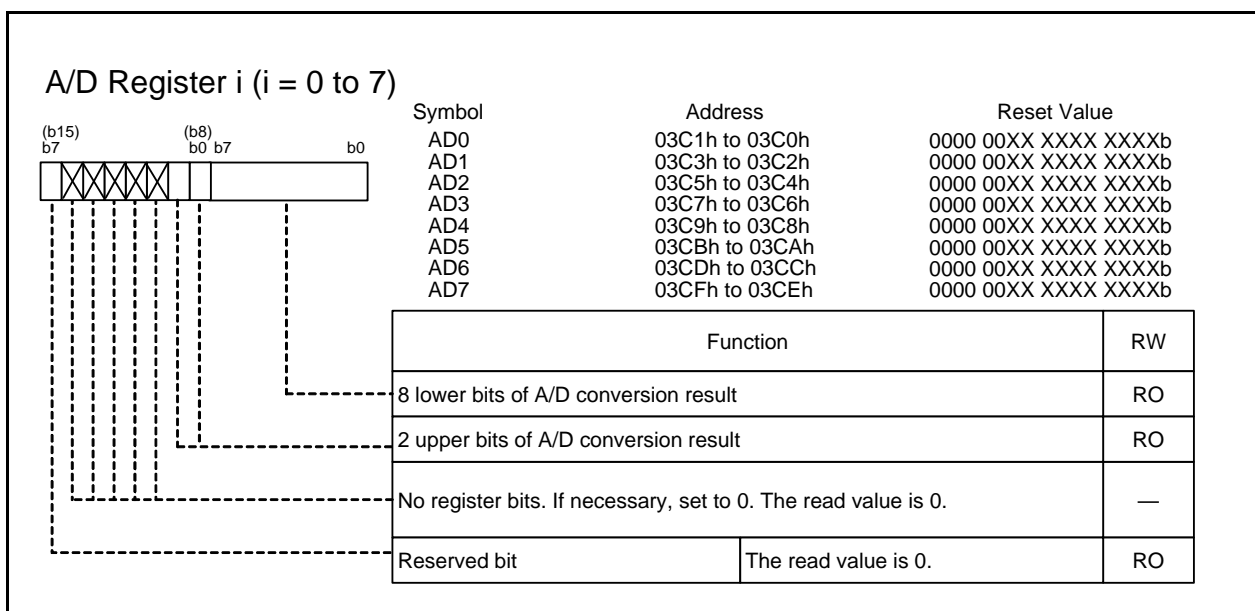 A/D Register i (i = 0 to 7)
Symbol Address Reset Value
(b15) (b8)
b7 b0 b7 b0
AD0 03C1h to 03C0h 0000 00XX XXXX XXXXb
AD1 03C3h to 03C2h 0000 00XX XXXX XXXXb
AD2 03C5h to 03C4h 0000 00XX XXXX XXXXb
AD3 03C7h to 03C6h 0000 00XX XXXX XXXXb
AD4 03C9h to 03C8h 0000 00XX XXXX XXXXb
AD5 03CBh to 03CAh 0000 00XX XXXX XXXXb
AD6 03CDh to 03CCh 0000 00XX XXXX XXXXb
AD7 03CFh to 03CEh 0000 00XX XXXX XXXXb
Function RW
8 lower bits of A/D conversion result RO
2 upper bits of A/D conversion result RO
No register bits. If necessary, set to 0. The read value is 0. —
Reserved bit The read value is 0. RO